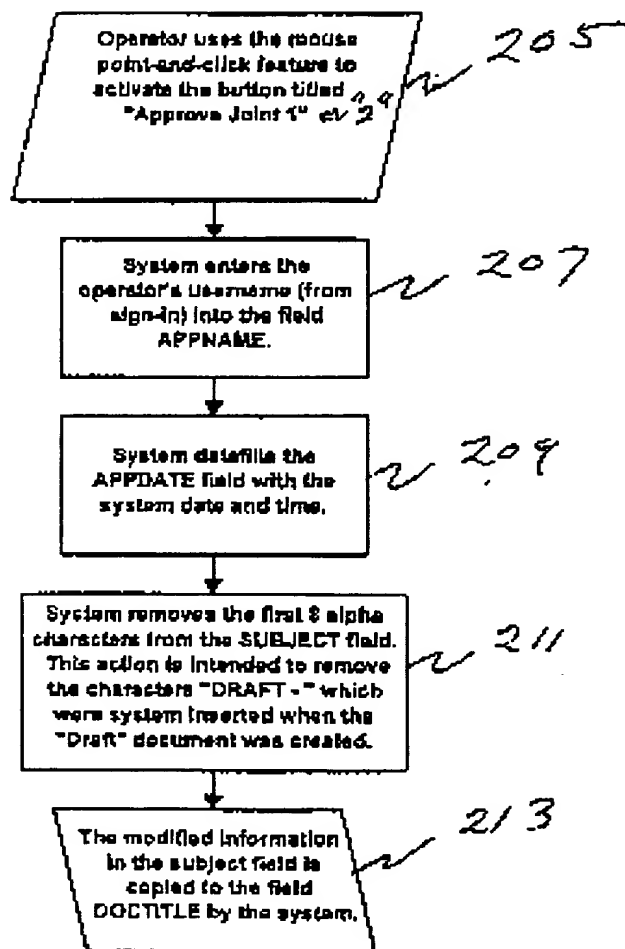 Operator uses the mouse
point-and-click feature to
activate the button titled
"Approve Joint 1" or "2"
205
System enters the
operator's username (from
sign-in) into the field
APPNAME.
207
System datafills the
APPDATE field with the
system date and time.
209
System removes the first 8 alpha
characters from the SUBJECT field.
This action is intended to remove
the characters "DRAFT - " which
were system inserted when the
"Draft" document was created.
211
The modified information
in the subject field is
copied to the field
DOCTITLE by the system.
213